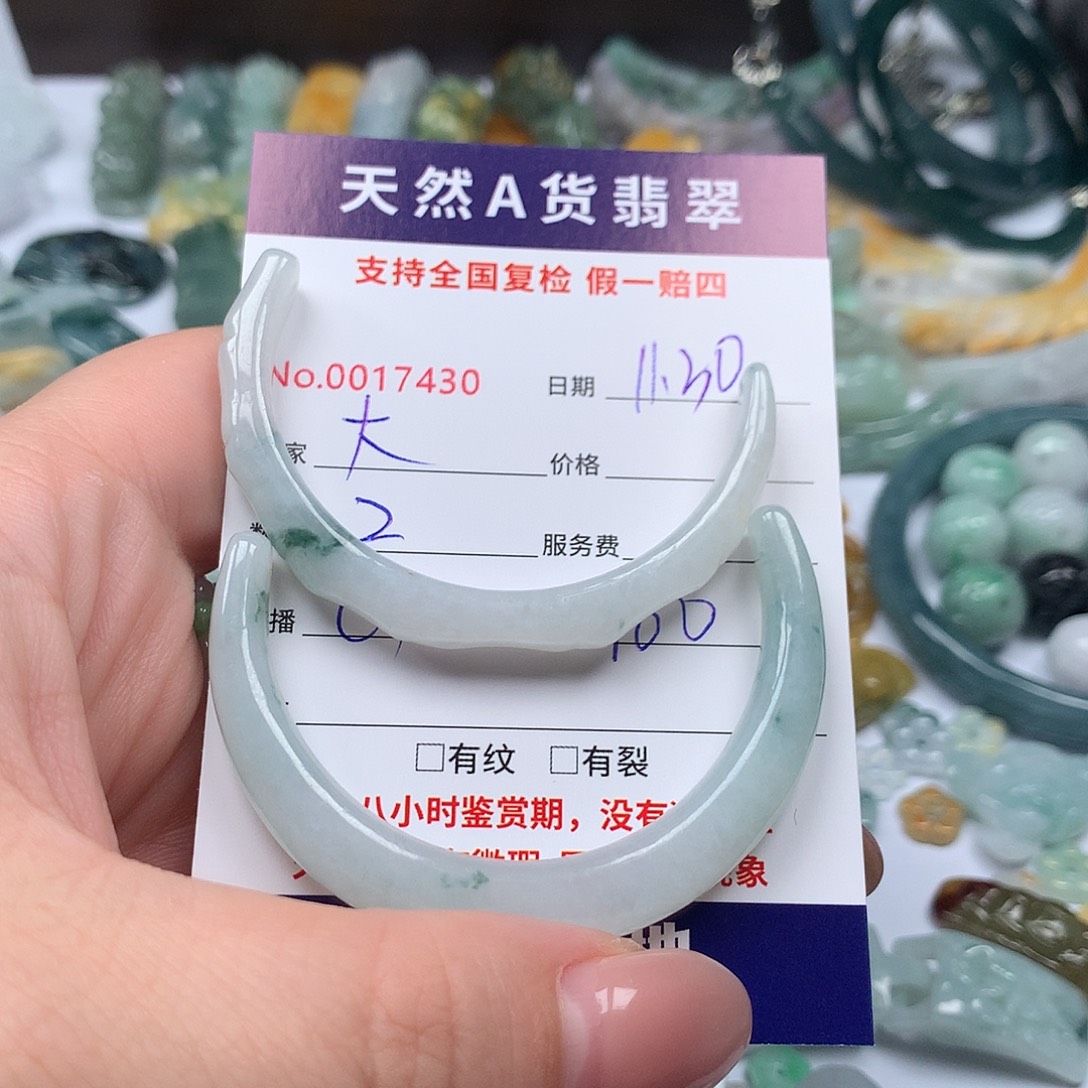 天然A货翡翠
支持全国复检 假一赔四
No.0017430 日期 11.30
家 大 价格
2 服务费
播 100
□有纹 □有裂
八小时鉴赏期，没有
象
地